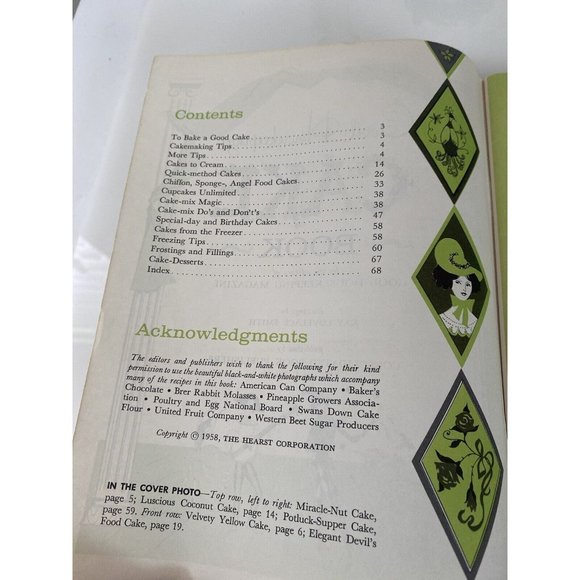 Contents
To Bake a Good Cake 3
Cakemaking Tips 3
More Tips 4
Cakes to Cream 4
Quick-method Cakes 14
Chiffon, Sponge-, Angel Food Cakes 26
Cupcakes Unlimited 33
Cake-mix Magic 38
Cake-mix Do's and Don't's 38
Special-day and Birthday Cakes 47
Cakes from the Freezer 58
Freezing Tips 58
Frostings and Fillings 60
Cake-Desserts 67
Index 68
Acknowledgments
The editors and publishers wish to thank the following for their kind
permission to use the beautiful black-and-white photographs which accompany
many of the recipes in this book: American Can Company • Baker's
Chocolate • Brer Rabbit Molasses • Pineapple Growers Associa-
tion • Poultry and Egg National Board • Swans Down Cake
Flour • United Fruit Company • Western Beet Sugar Producers
Copyright © 1958, THE HEARST CORPORATION
IN THE COVER PHOTO—Top row, left to right: Miracle-Nut Cake,
page 5; Luscious Coconut Cake, page 14; Potluck-Supper Cake,
page 59. Front row: Velvety Yellow Cake, page 6; Elegant Devil's
Food Cake, page 19.